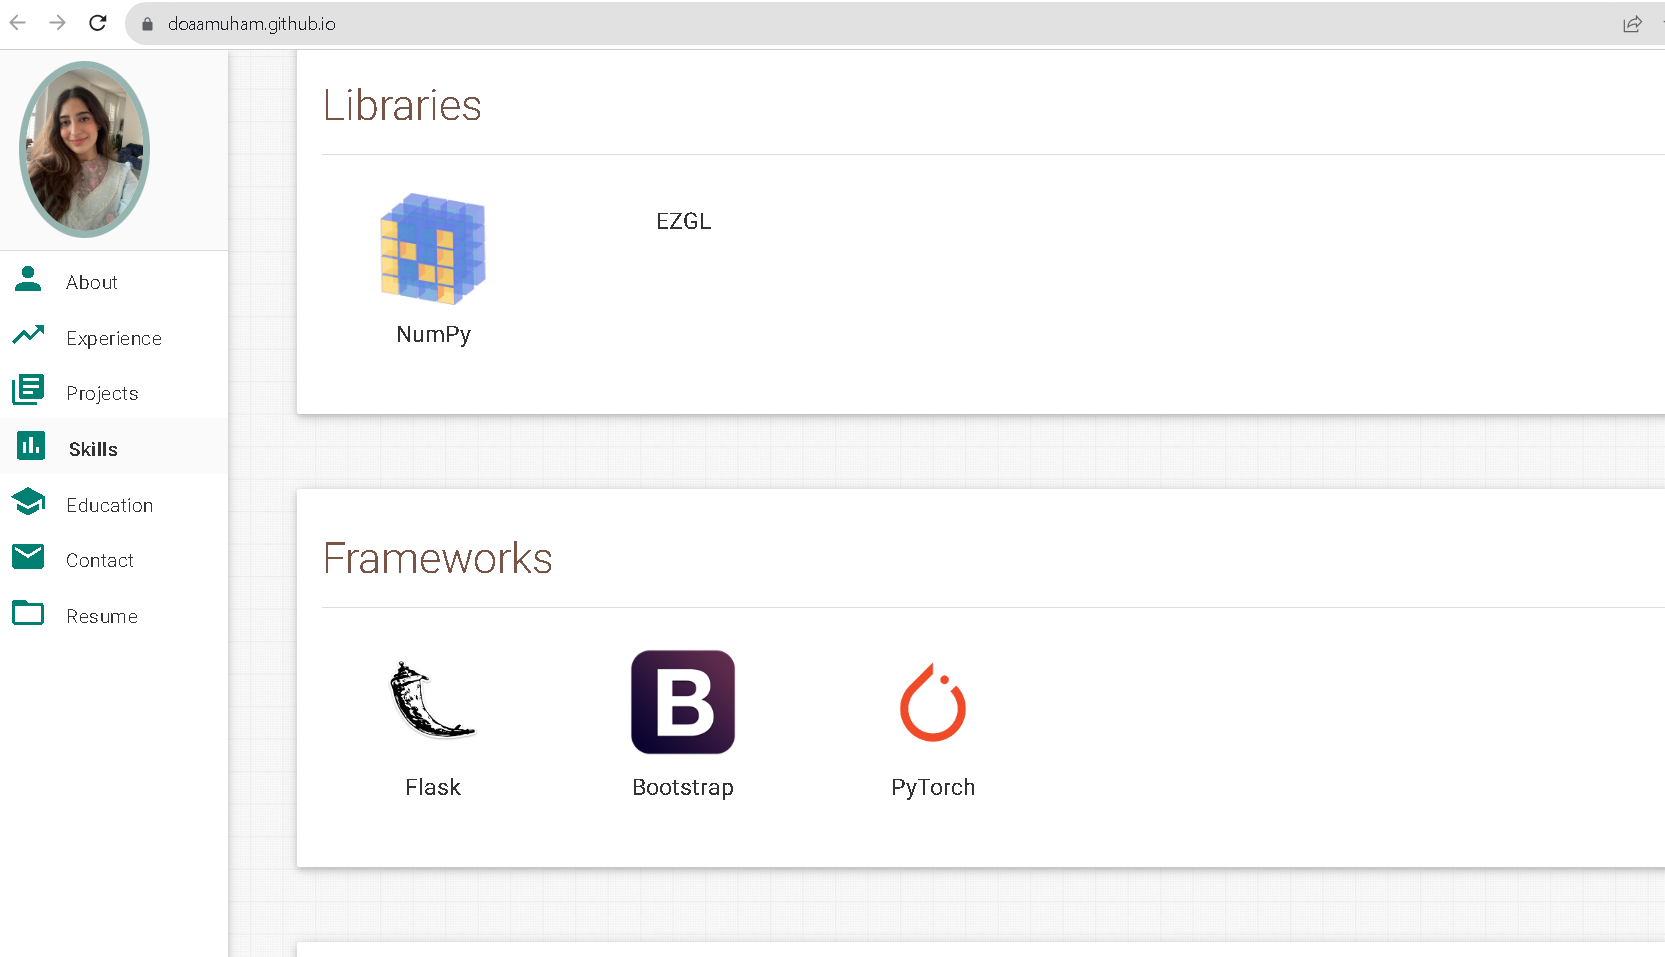 doaamuham.github.io
About
Experience
Projects
Skills
Education
Contact
Resume
Libraries
NumPy
EZGL
Frameworks
B
Flask
Bootstrap
PyTorch